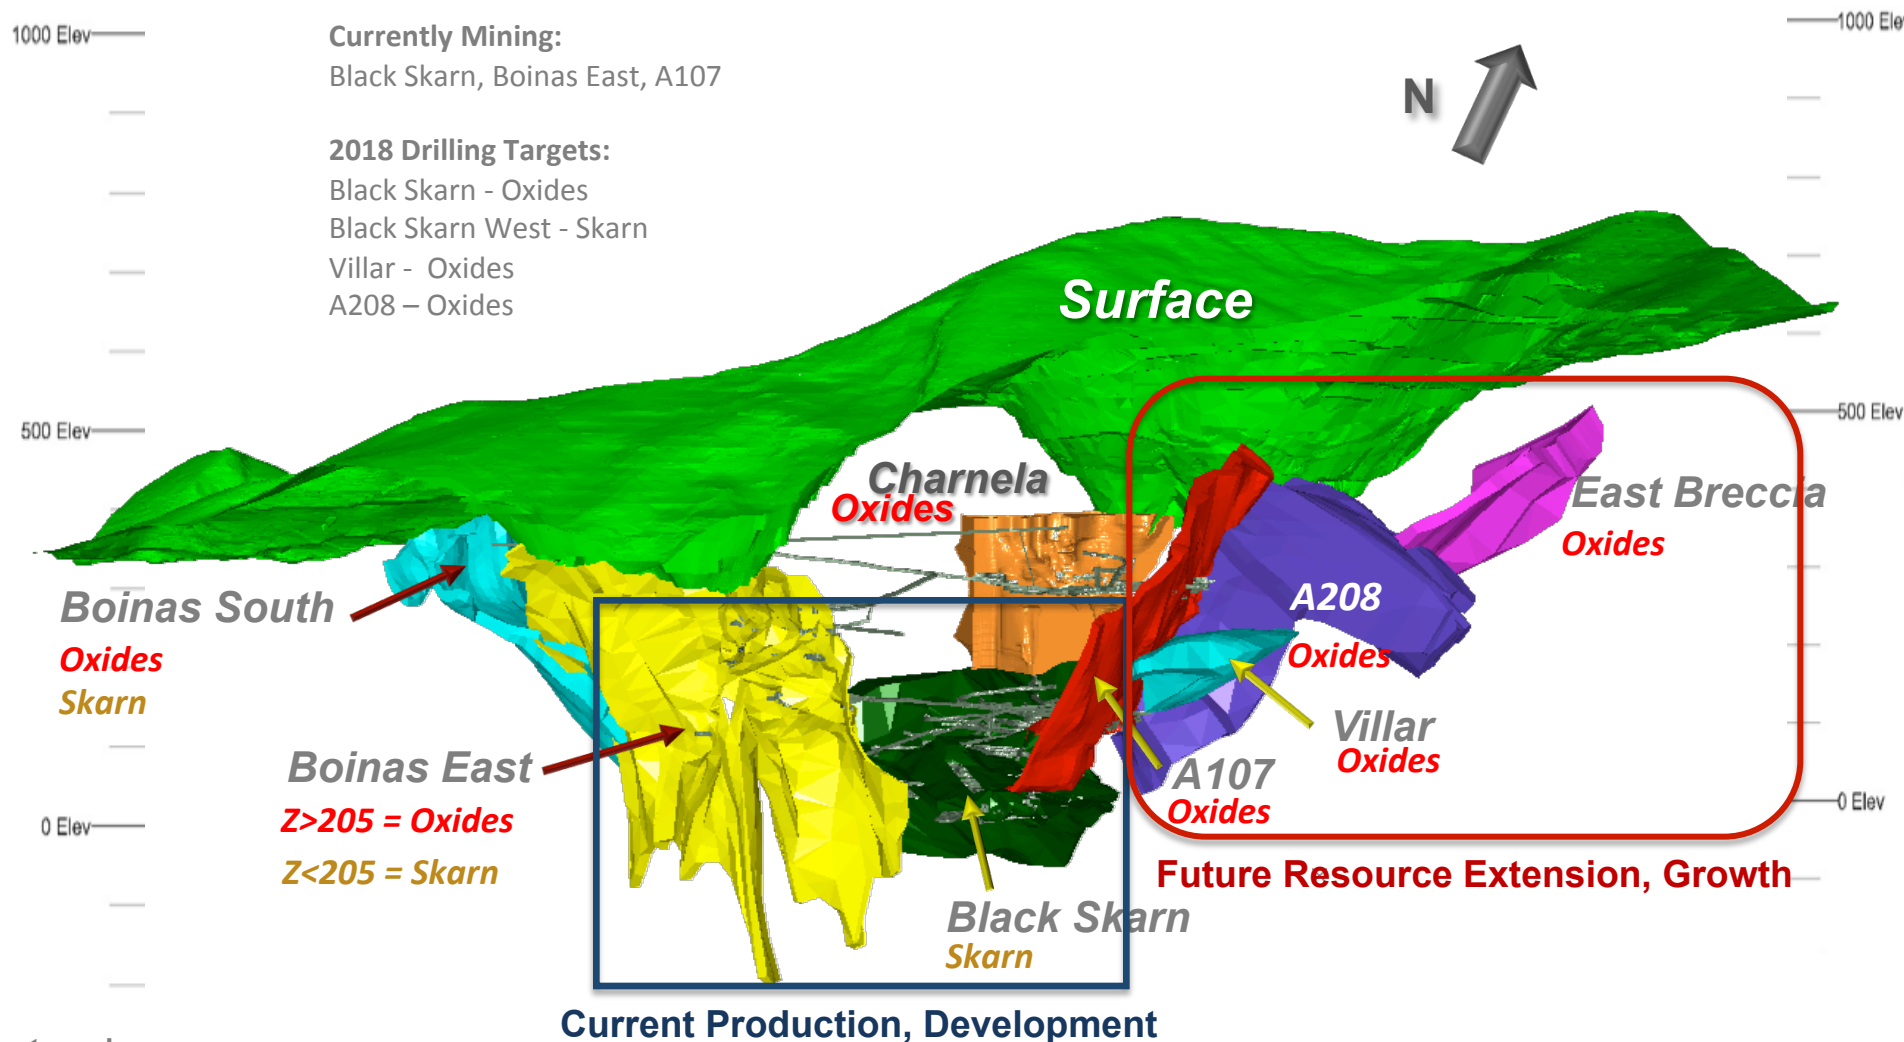 1000 Elev
Currently Mining:
Black Skarn, Boinas East, A107
2018 Drilling Targets:
Black Skarn - Oxides
Black Skarn West - Skarn
Villar -  Oxides
A208 – Oxides
N
1000 Ele
Surface
500 Elev
500 Elev
Charnela
Oxides
East Breccia
Oxides
Boinas South
Oxides
Skarn
A208
Oxides
Villar
Oxides
Boinas East
Z>205 = Oxides
Z<205 = Skarn
A107
Oxides
0 Elev
0 Elev
Future Resource Extension, Growth
Black Skarn
Skarn
Current Production, Development